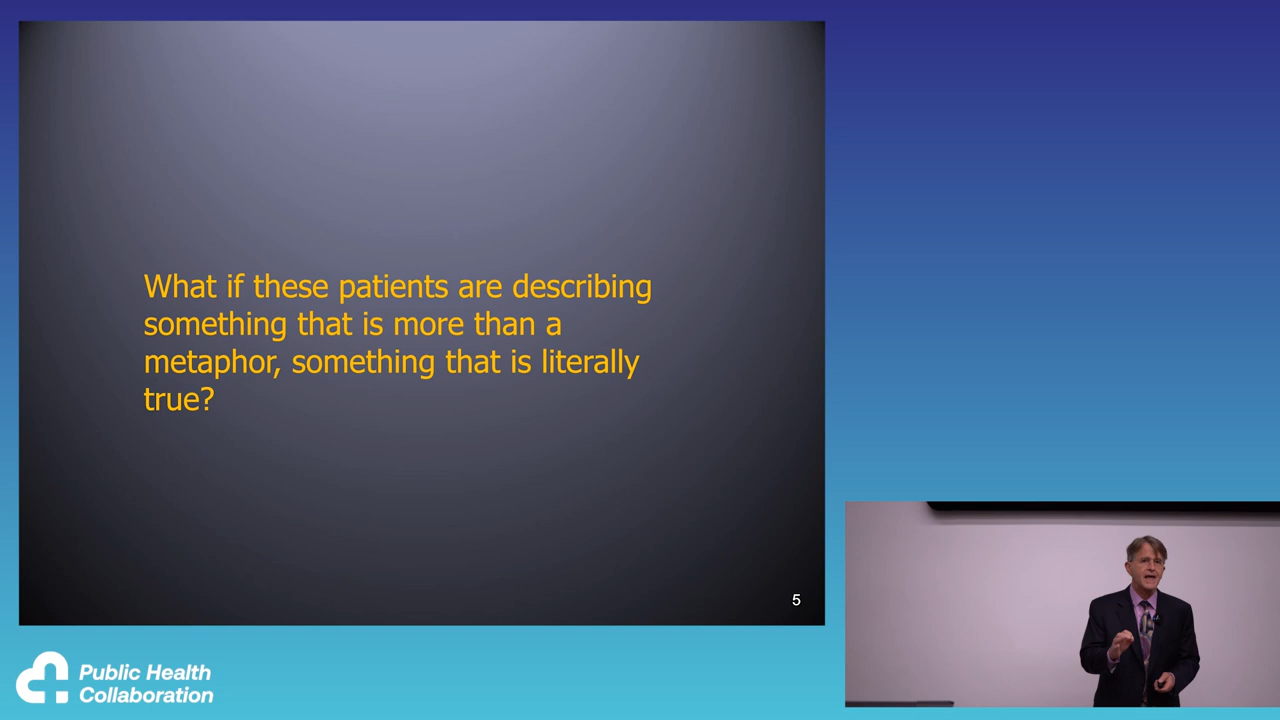 What if these patients are describing
something that is more than a
metaphor, something that is literally
true?
5
Public Health
Collaboration